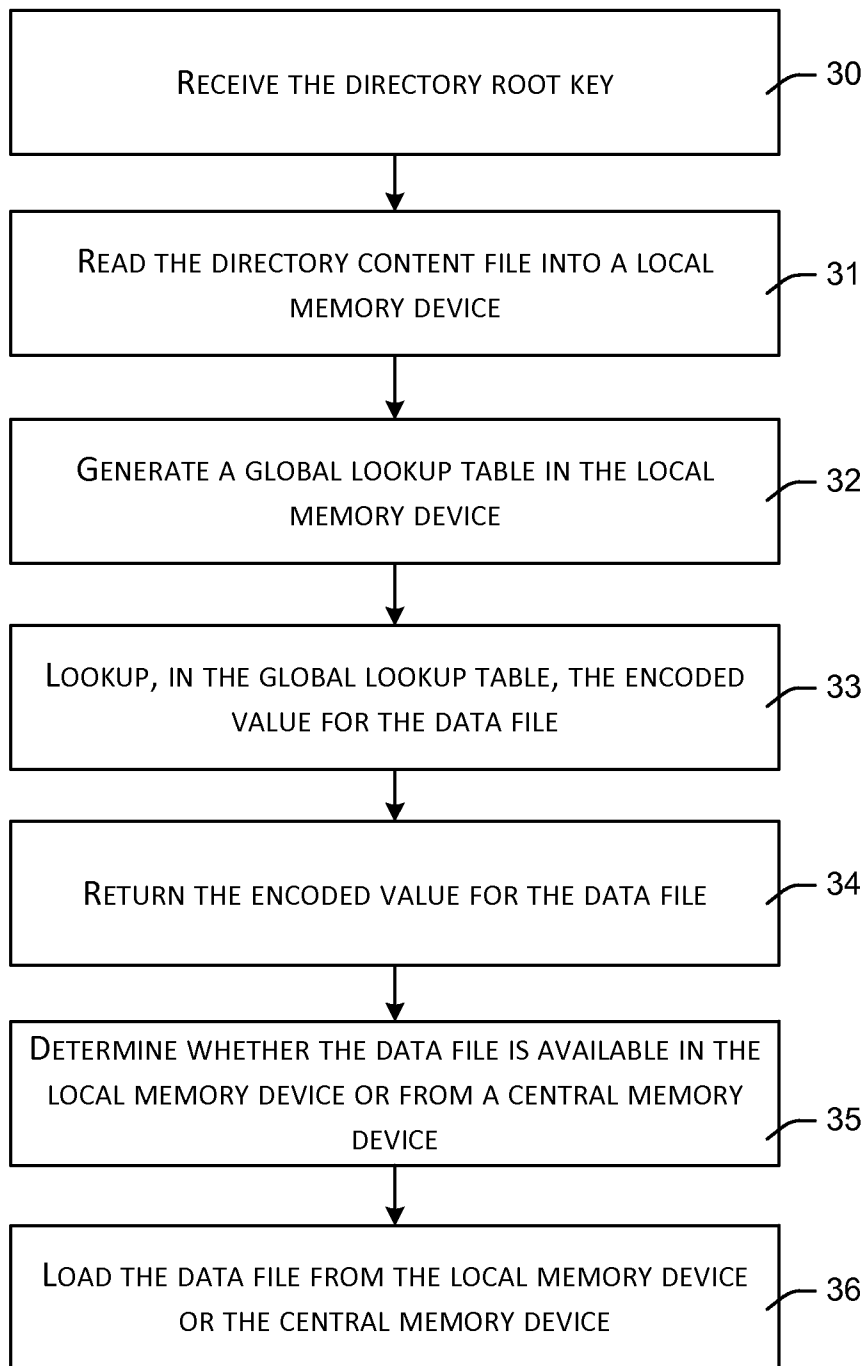 RECEIVE THE DIRECTORY ROOT KEY
30
READ THE DIRECTORY CONTENT FILE INTO A LOCAL
MEMORY DEVICE
31
GENERATE A GLOBAL LOOKUP TABLE IN THE LOCAL
MEMORY DEVICE
32
LOOKUP, IN THE GLOBAL LOOKUP TABLE, THE ENCODED
VALUE FOR THE DATA FILE
33
RETURN THE ENCODED VALUE FOR THE DATA FILE
34
DETERMINE WHETHER THE DATA FILE IS AVAILABLE IN THE
LOCAL MEMORY DEVICE OR FROM A CENTRAL MEMORY
DEVICE
35
LOAD THE DATA FILE FROM THE LOCAL MEMORY DEVICE
OR THE CENTRAL MEMORY DEVICE
36